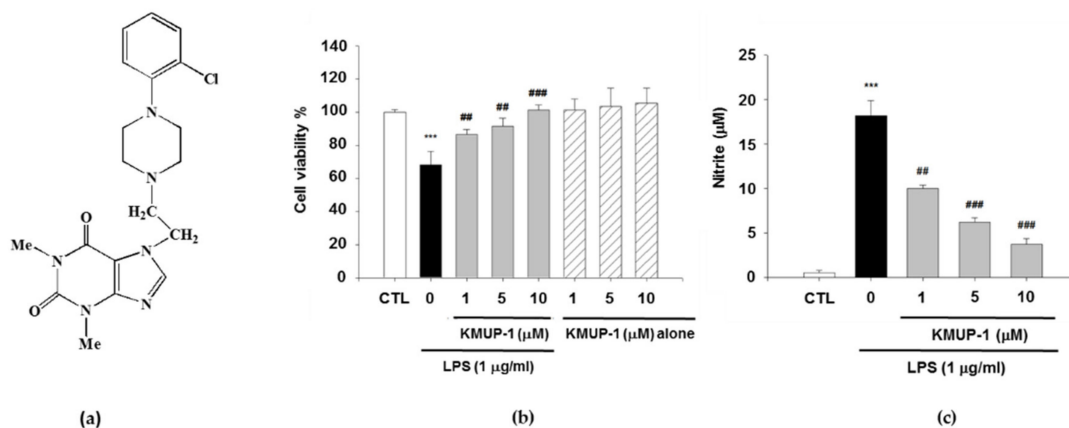 Cl
N
N
H₂C
CH₂
O
Me
N
N
O
N
N
Me
(a)
140
120
100
80
60
40
20
0
Cell viability %
***
##
##
###
CTL 0 1 5 10 1 5 10
KMUP-1 (μM) KMUP-1 (μM) alone
LPS (1 μg/ml)
(b)
25
20
15
10
5
0
Nitrite (μM)
***
##
###
###
CTL 0 1 5 10
KMUP-1 (μM)
LPS (1 μg/ml)
(c)